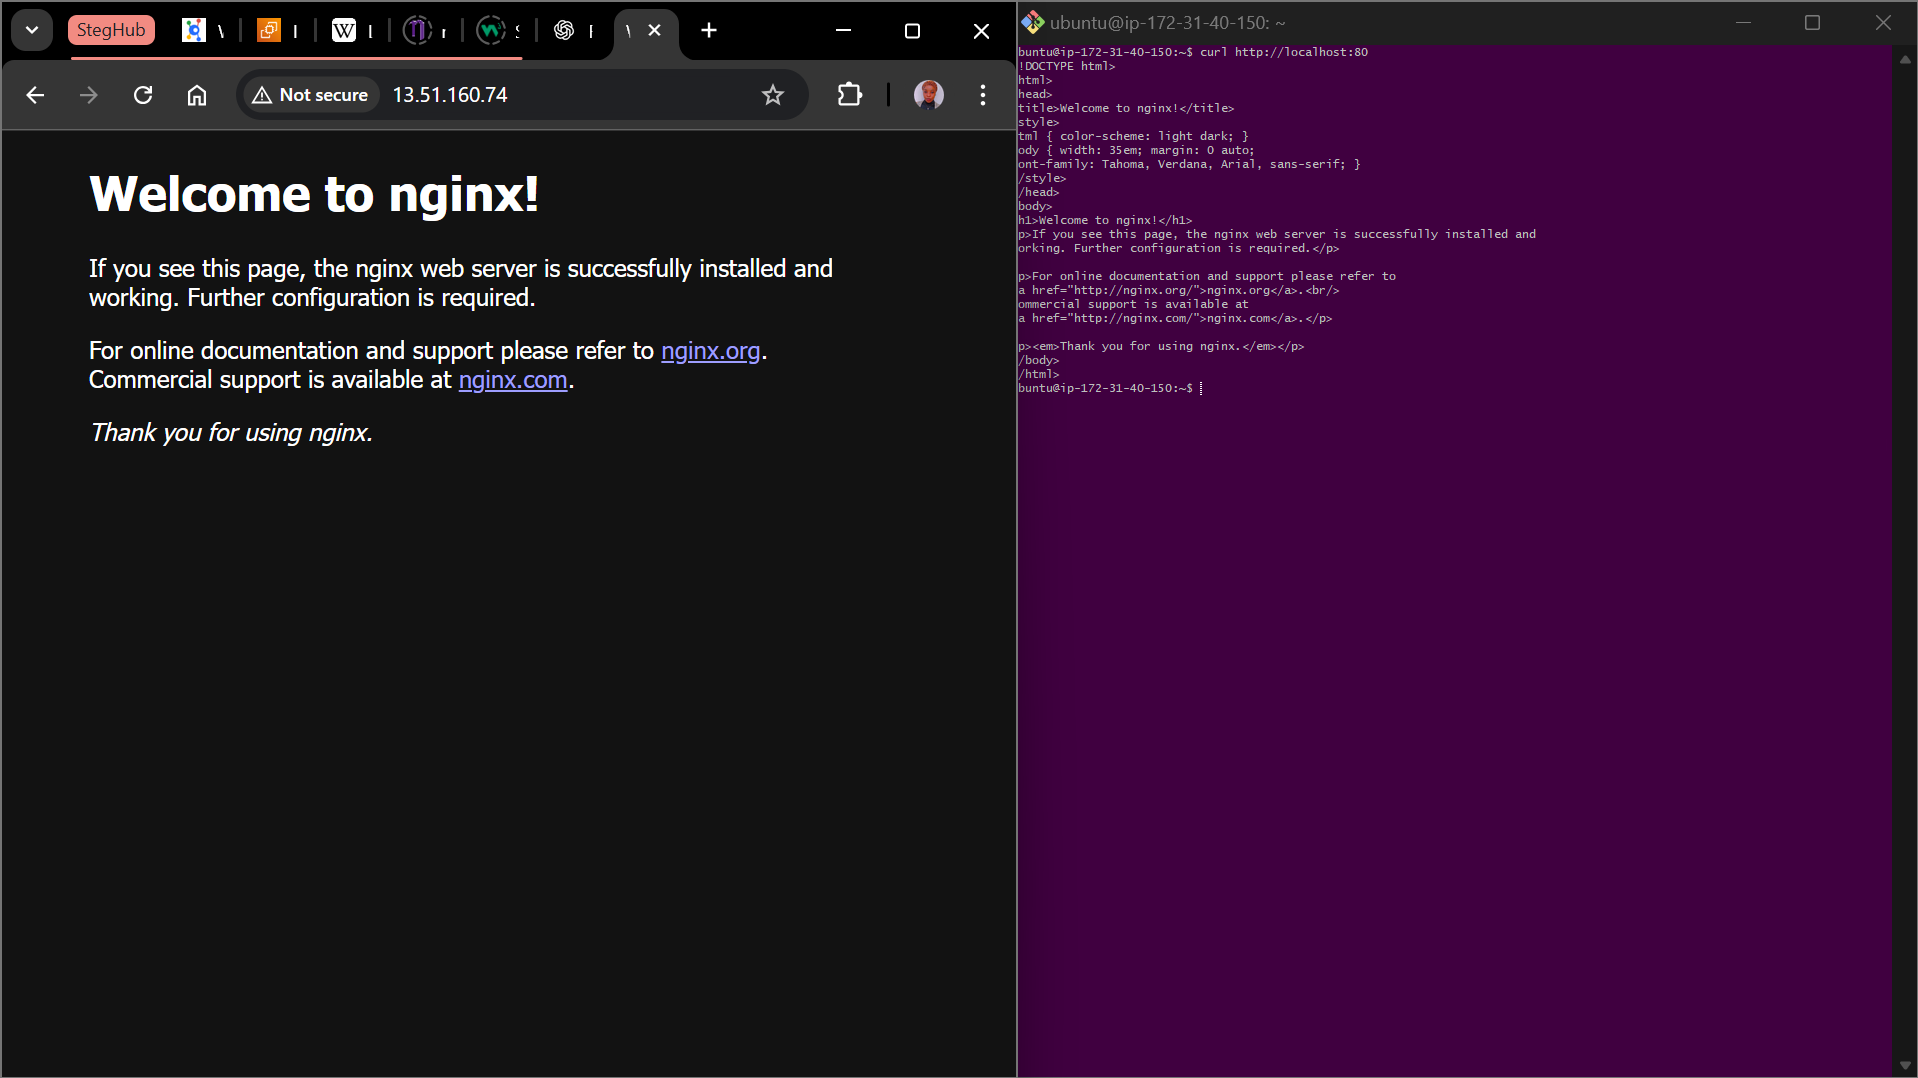 StegHub
Not secure
13.51.160.74
Welcome to nginx!
If you see this page, the nginx web server is successfully installed and
working. Further configuration is required.
For online documentation and support please refer to nginx.org.
Commercial support is available at nginx.com.
Thank you for using nginx.
ubuntu@ip-172-31-40-150: ~
buntu@ip-172-31-40-150:~$ curl http://localhost:80
!DOCTYPE html>
html>
head>
title>Welcome to nginx!</title>
style>
tml { color-scheme: light dark; }
ody { width: 35em; margin: 0 auto;
ont-family: Tahoma, Verdana, Arial, sans-serif; }
/style>
/head>
body>
h1>Welcome to nginx!</h1>
p>If you see this page, the nginx web server is successfully installed and
orking. Further configuration is required.</p>
p>For online documentation and support please refer to
a href="http://nginx.org/">nginx.org</a>.<br/>
ommercial support is available at
a href="http://nginx.com/">nginx.com</a>.</p>
p><em>Thank you for using nginx.</em></p>
/body>
/html>
buntu@ip-172-31-40-150:~$